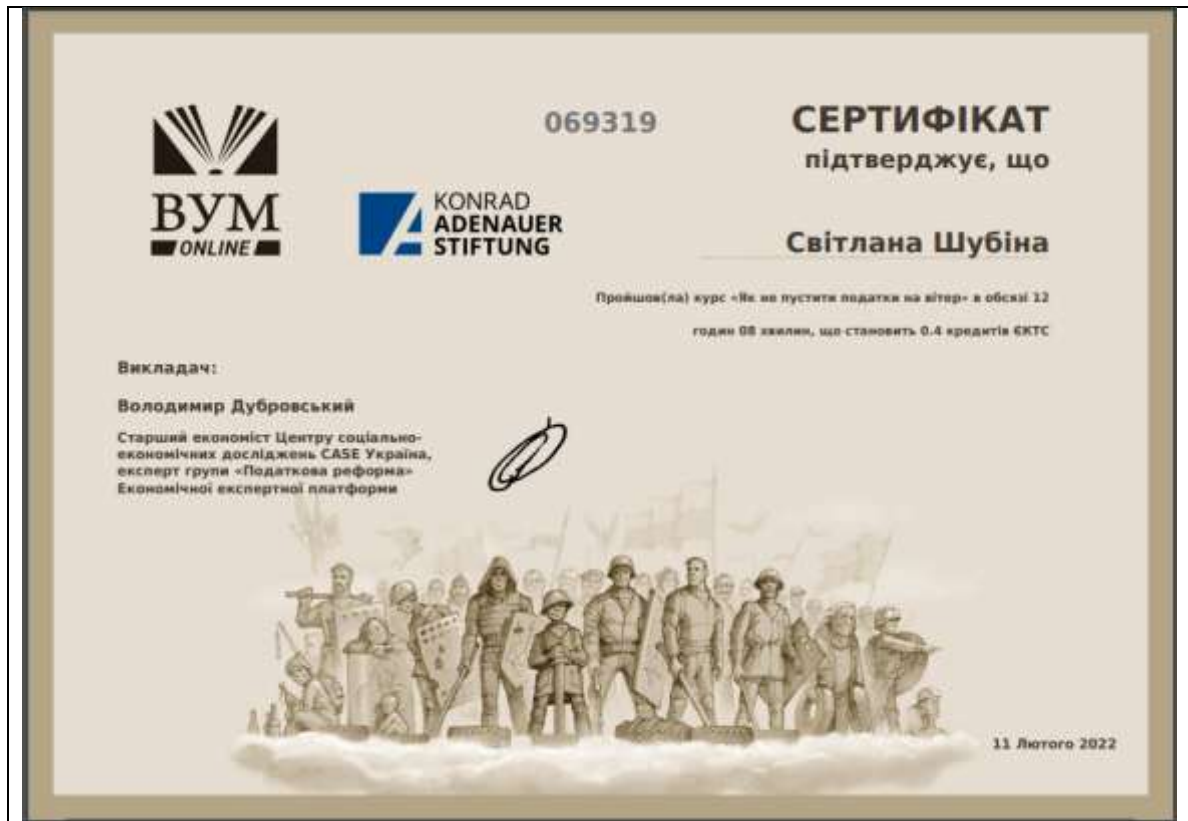 ВУМ
ONLINE
KONRAD
ADENAUER
STIFTUNG
069319
СЕРТИФІКАТ
підтверджує, що
Світлана Шубіна
Пройшов(ла) курс «Як не пустити податки на вітер» в обсязі 12
годин 08 хвилин, що становить 0.4 кредитів ЄКТС
Викладач:
Володимир Дубровський
Старший економіст Центру соціально-
економічних досліджень CASE Україна,
експерт групи «Податкова реформа»
Економічної експертної платформи
11 Лютого 2022